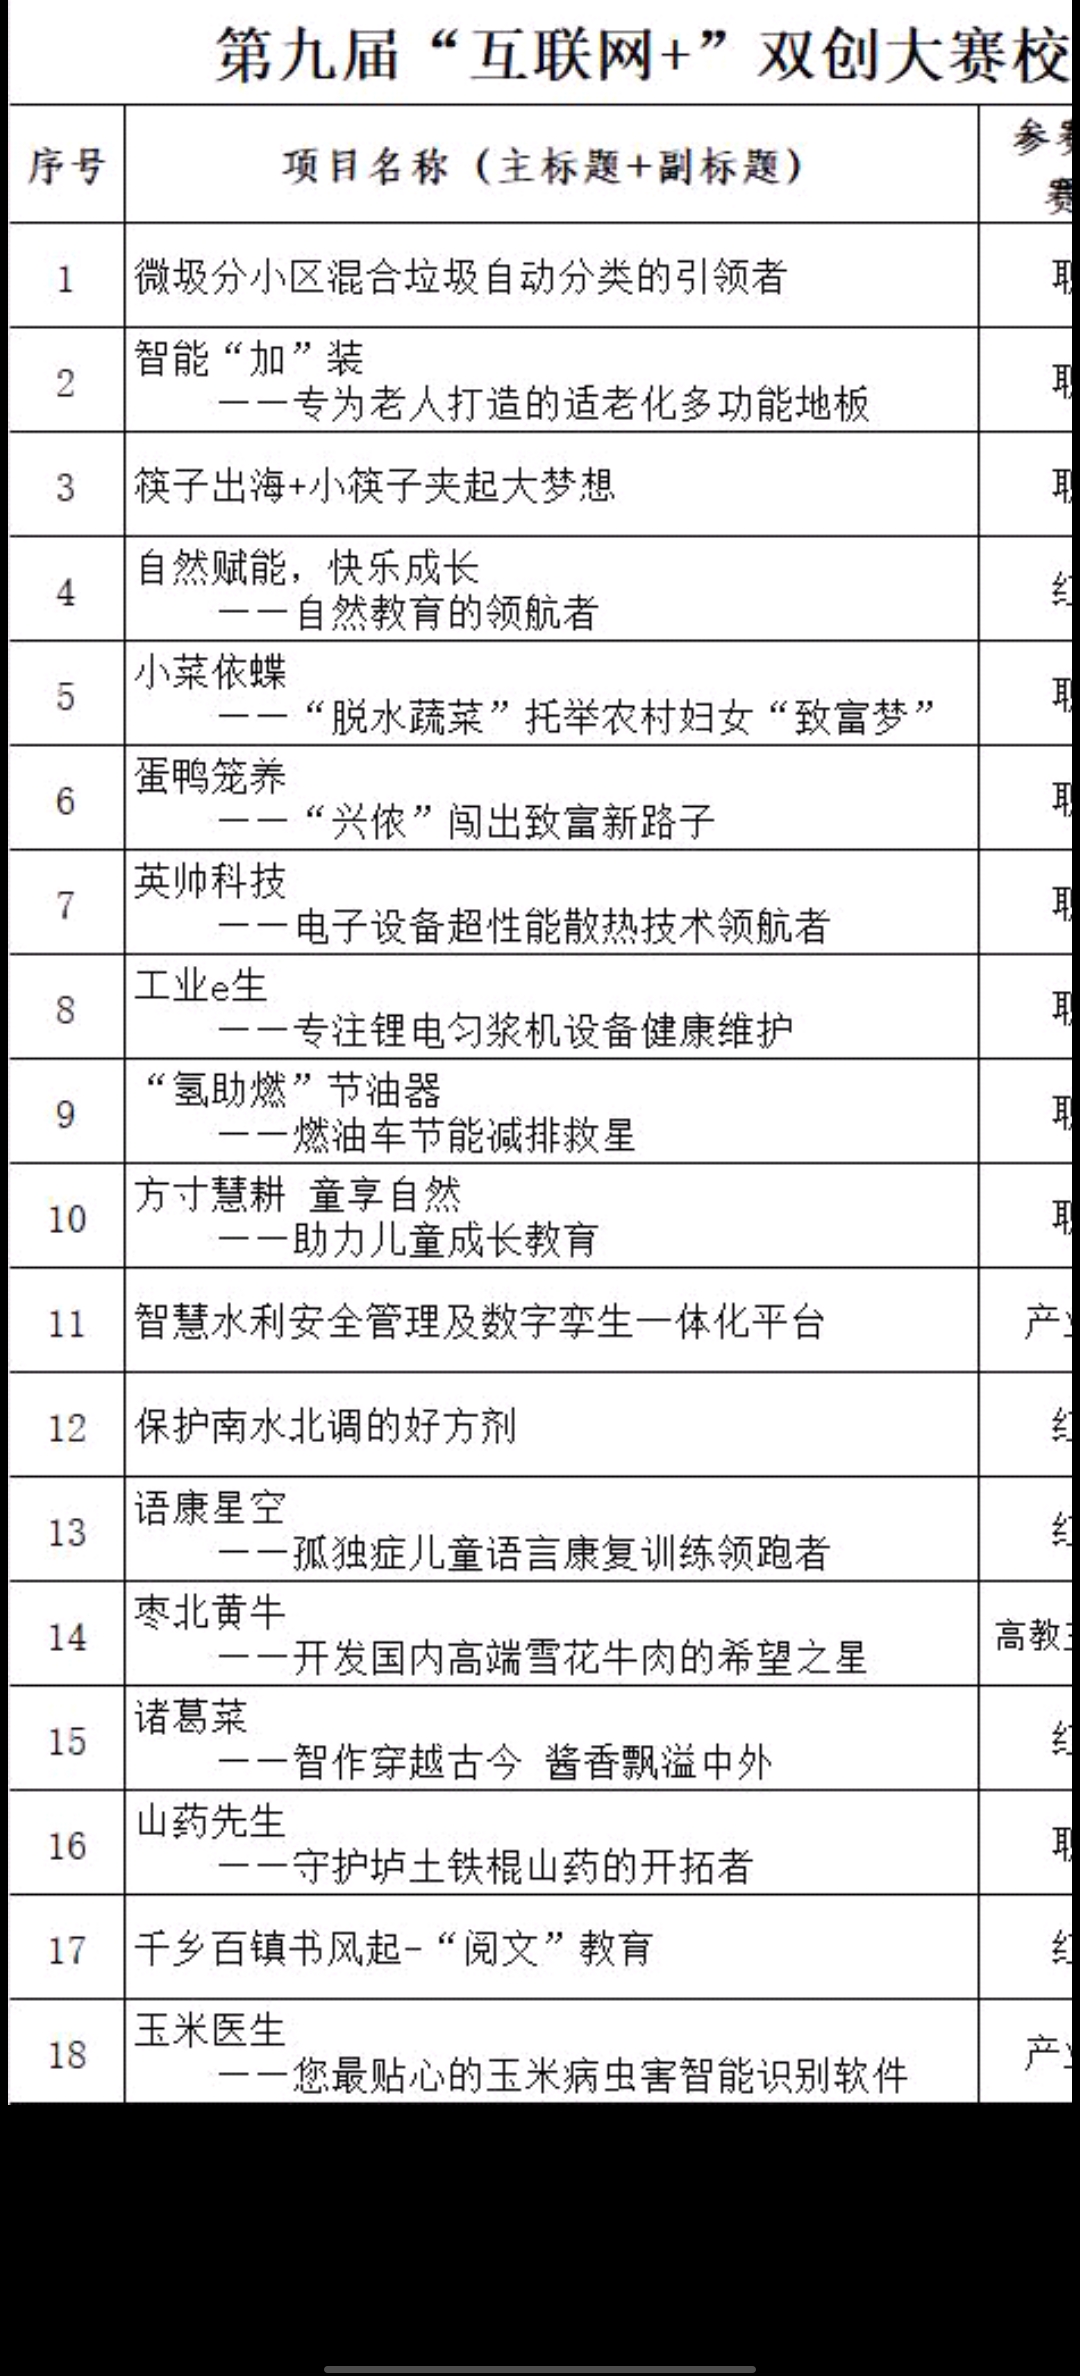 第九届“互联网+”双创大赛校
序号 项目名称（主标题+副标题） 参赛
赛
1 微圾分小区混合垃圾自动分类的引领者 职
2 智能“加”装
——专为老人打造的适老化多功能地板 职
3 筷子出海+小筷子夹起大梦想 职
4 自然赋能，快乐成长
——自然教育的领航者 红
5 小菜依蝶
——“脱水蔬菜”托举农村妇女“致富梦” 职
6 蛋鸭笼养
——“兴侬”闯出致富新路子 职
7 英帅科技
——电子设备超性能散热技术领航者 职
8 工业e生
——专注锂电匀浆机设备健康维护 职
9 “氢助燃”节油器
——燃油车节能减排救星 职
10 方寸慧耕 童享自然
——助力儿童成长教育 职
11 智慧水利安全管理及数字孪生一体化平台 产业
12 保护南水北调的好方剂 红
13 语康星空
——孤独症儿童语言康复训练领跑者 红
14 枣北黄牛
——开发国内高端雪花牛肉的希望之星 高教主
15 诸葛菜
——智作穿越古今 酱香飘溢中外 红
16 山药先生
——守护垆土铁棍山药的开拓者 职
17 千乡百镇书风起-“阅文”教育 红
18 玉米医生
——您最贴心的玉米病虫害智能识别软件 产业